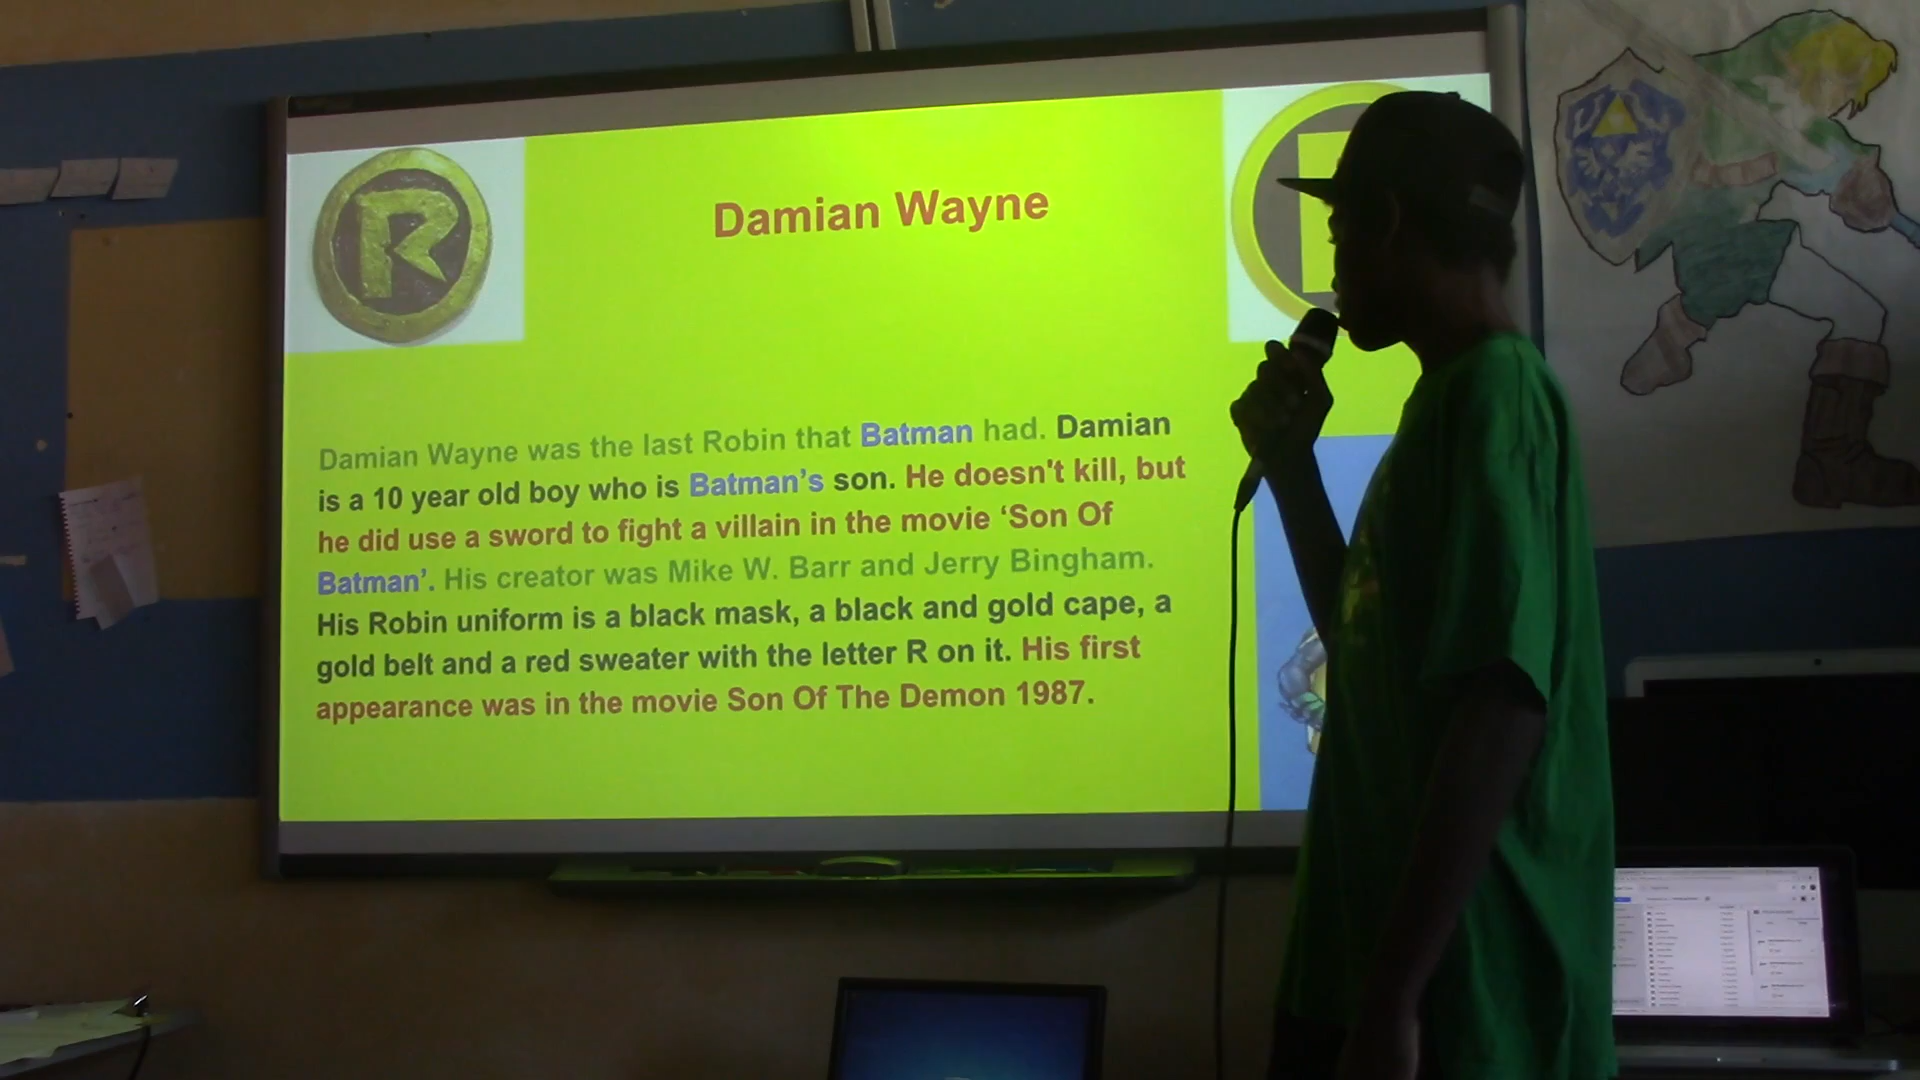 R
Damian Wayne
Damian Wayne was the last Robin that Batman had. Damian
is a 10 year old boy who is Batman’s son. He doesn't kill, but
he did use a sword to fight a villain in the movie ‘Son Of
Batman’. His creator was Mike W. Barr and Jerry Bingham.
His Robin uniform is a black mask, a black and gold cape, a
gold belt and a red sweater with the letter R on it. His first
appearance was in the movie Son Of The Demon 1987.